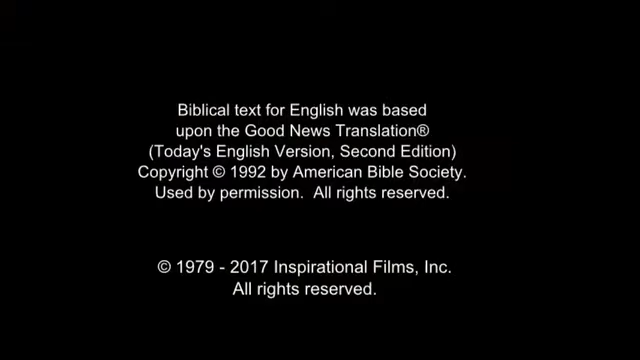 Biblical text for English was based
upon the Good News Translation®
(Today's English Version, Second Edition)
Copyright © 1992 by American Bible Society.
Used by permission.  All rights reserved.
© 1979 - 2017 Inspirational Films, Inc.
All rights reserved.